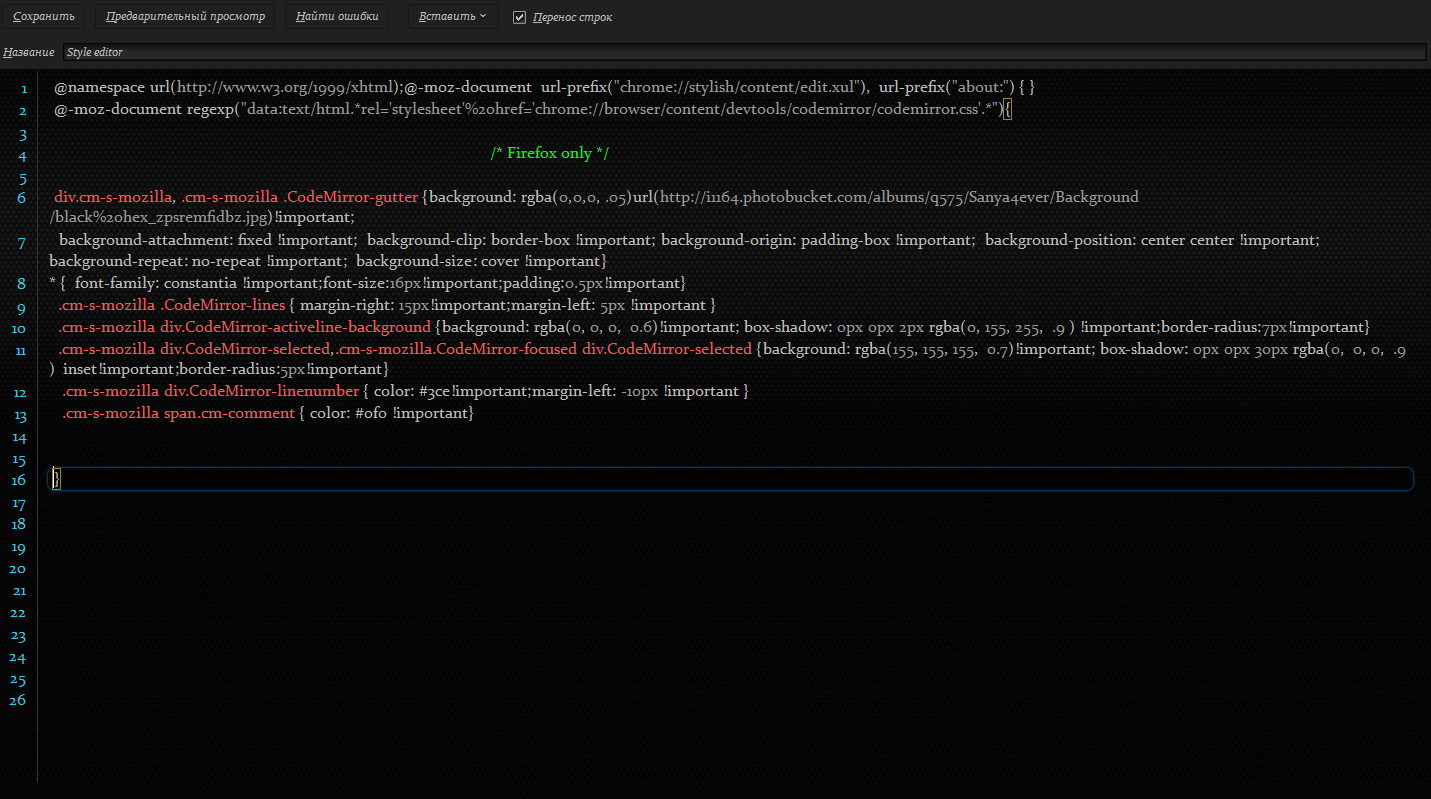 Сохранить Предварительный просмотр Найти ошибки Вставить Перенос строк
Название Style editor
1 @namespace url(http://www.w3.org/1999/xhtml);@-moz-document url-prefix("chrome://stylish/content/edit.xul"), url-prefix("about:") { }
2 @-moz-document regexp("data:text/html.*rel='stylesheet'%20href='chrome://browser/content/devtools/codemirror/codemirror.css'.*"){
3
4 /* Firefox only */
5
6 div.cm-s-mozilla, .cm-s-mozilla .CodeMirror-gutter {background: rgba(0,0,0, .05)url(http://i1164.photobucket.com/albums/q575/Sanya4ever/Background
/black%20hex_zpsremfidbz.jpg)!important;
7 background-attachment: fixed !important; background-clip: border-box !important; background-origin: padding-box !important; background-position: center center !important;
background-repeat: no-repeat !important; background-size: cover !important}
8 * { font-family: constantia !important;font-size:16px!important;padding:0.5px!important}
9 .cm-s-mozilla .CodeMirror-lines { margin-right: 15px!important;margin-left: 5px !important }
10 .cm-s-mozilla div.CodeMirror-activeline-background {background: rgba(0, 0, 0, 0.6)!important; box-shadow: 0px 0px 2px rgba(0, 155, 255, .9 ) !important;border-radius:7px!important}
11 .cm-s-mozilla div.CodeMirror-selected,.cm-s-mozilla.CodeMirror-focused div.CodeMirror-selected {background: rgba(155, 155, 155, 0.7)!important; box-shadow: 0px 0px 30px rgba(0, 0, 0, .9
) inset!important;border-radius:5px!important}
12 .cm-s-mozilla div.CodeMirror-linenumber { color: #3ce!important;margin-left: -10px !important }
13 .cm-s-mozilla span.cm-comment { color: #0f0 !important}
14
15
16 }
17
18
19
20
21
22
23
24
25
26